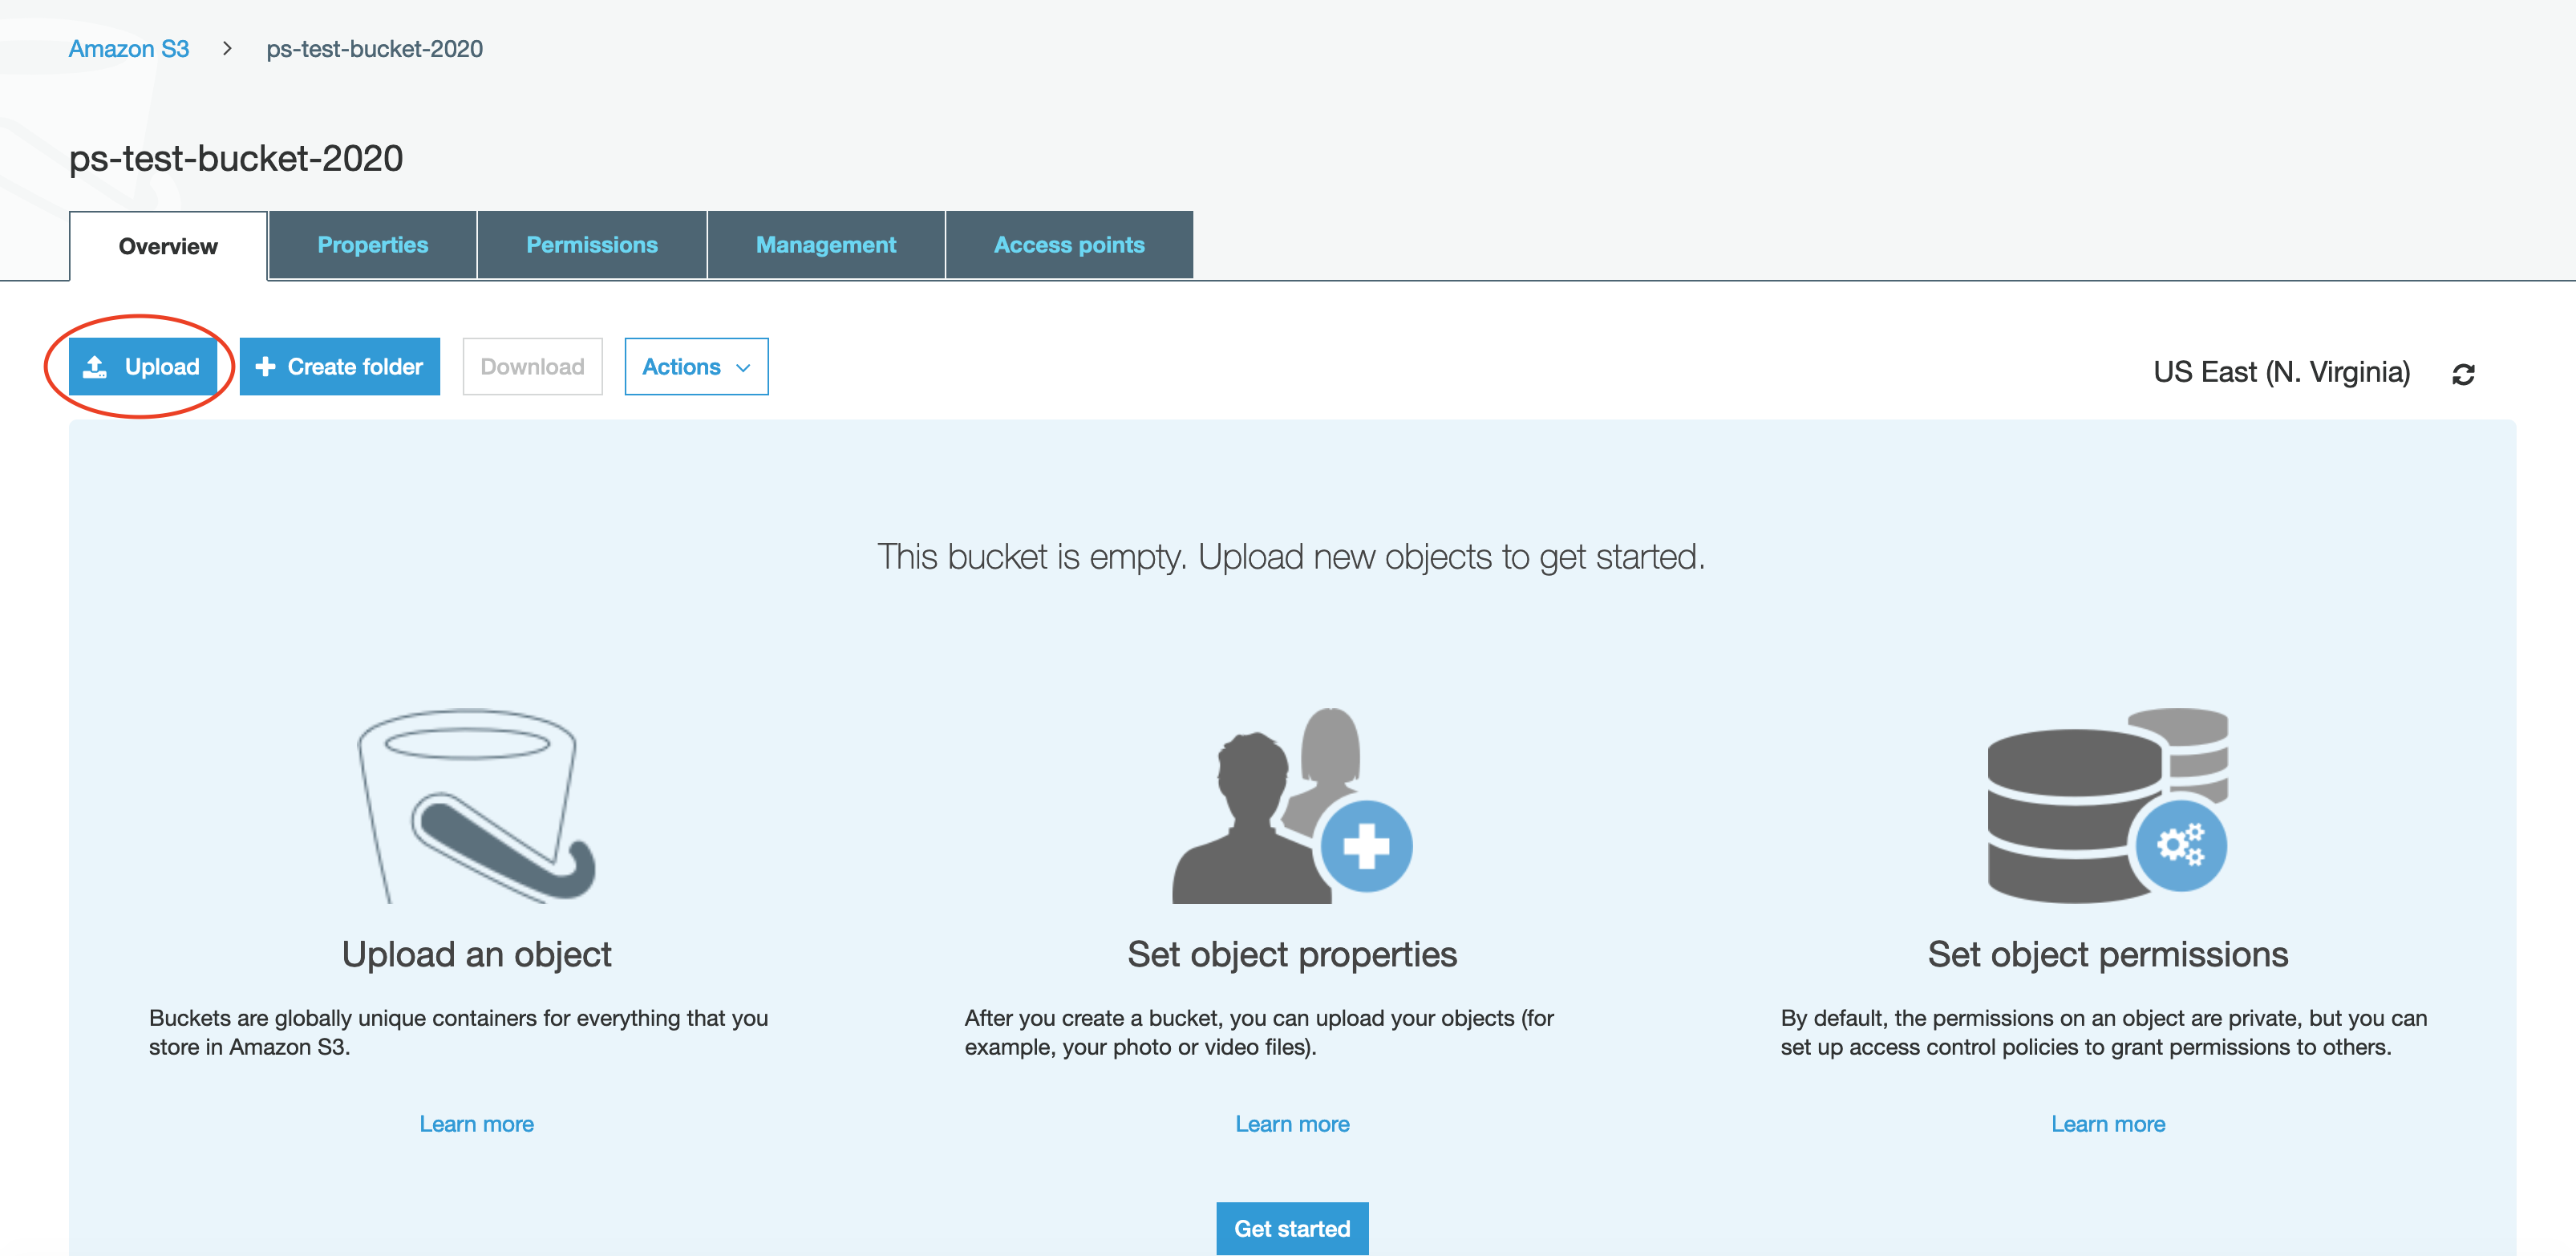 Amazon S3 > ps-test-bucket-2020
ps-test-bucket-2020
Overview Properties Permissions Management Access points
Upload Create folder Download Actions US East (N. Virginia)
This bucket is empty. Upload new objects to get started.
Upload an object
Buckets are globally unique containers for everything that you
store in Amazon S3.
Learn more
Set object properties
After you create a bucket, you can upload your objects (for
example, your photo or video files).
Learn more
Set object permissions
By default, the permissions on an object are private, but you can
set up access control policies to grant permissions to others.
Learn more
Get started